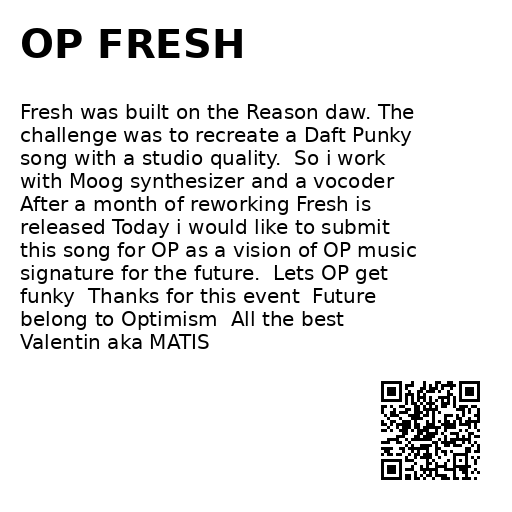 OP FRESH
Fresh was built on the Reason daw. The
challenge was to recreate a Daft Punky
song with a studio quality.  So i work
with Moog synthesizer and a vocoder
After a month of reworking Fresh is
released Today i would like to submit
this song for OP as a vision of OP music
signature for the future.  Lets OP get
funky  Thanks for this event  Future
belong to Optimism  All the best
Valentin aka MATIS